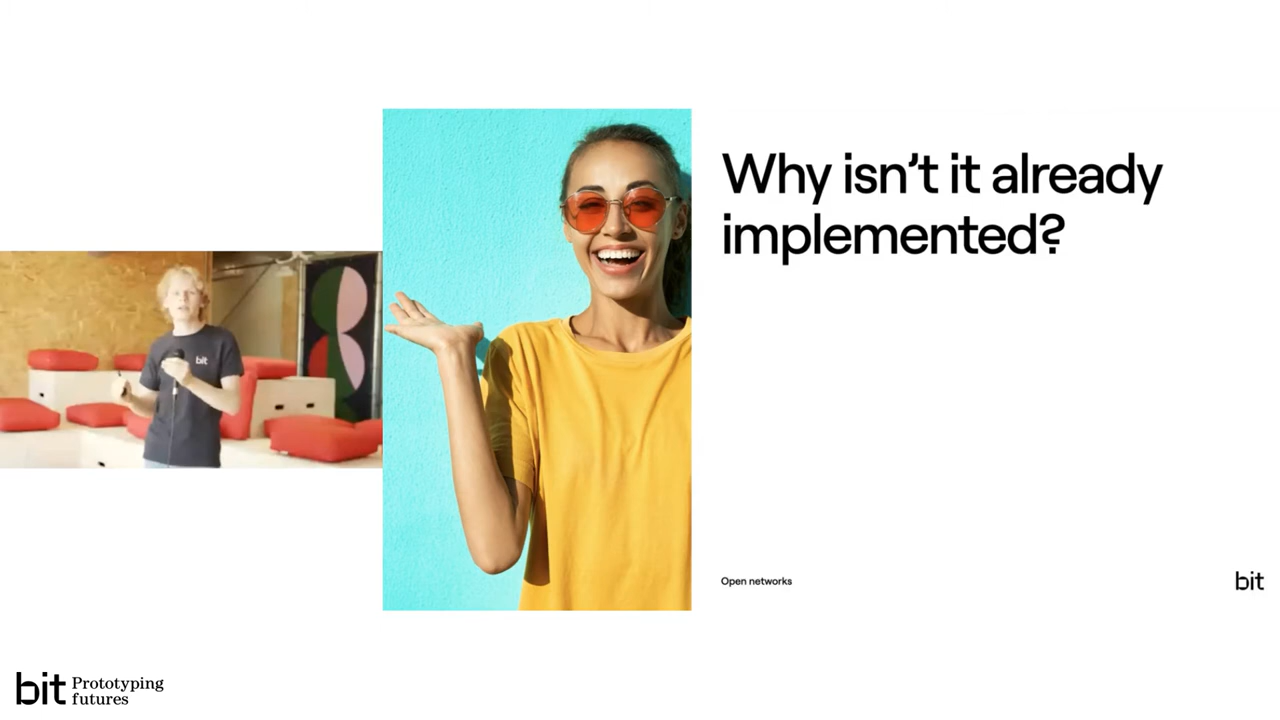 Why isn’t it already
implemented?
bit
Open networks
bit
bit Prototyping
futures